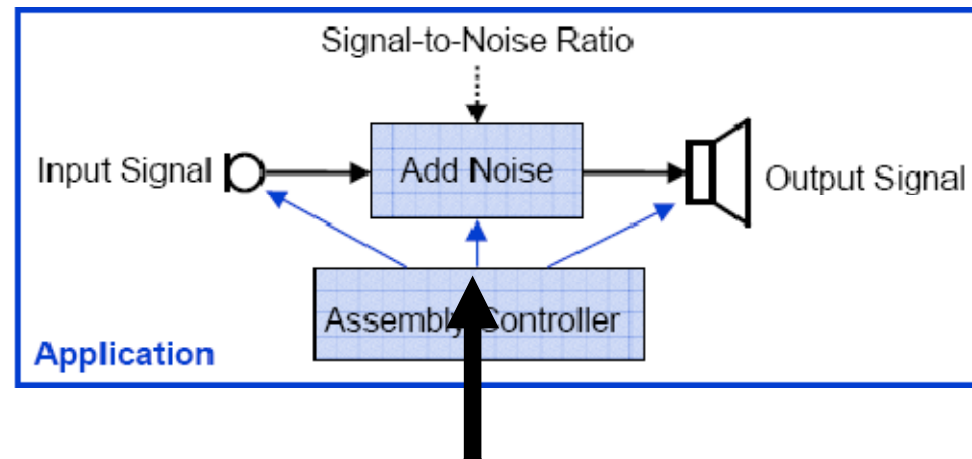 Signal-to-Noise Ratio
Input Signal
Add Noise
Output Signal
Assembly Controller
Application